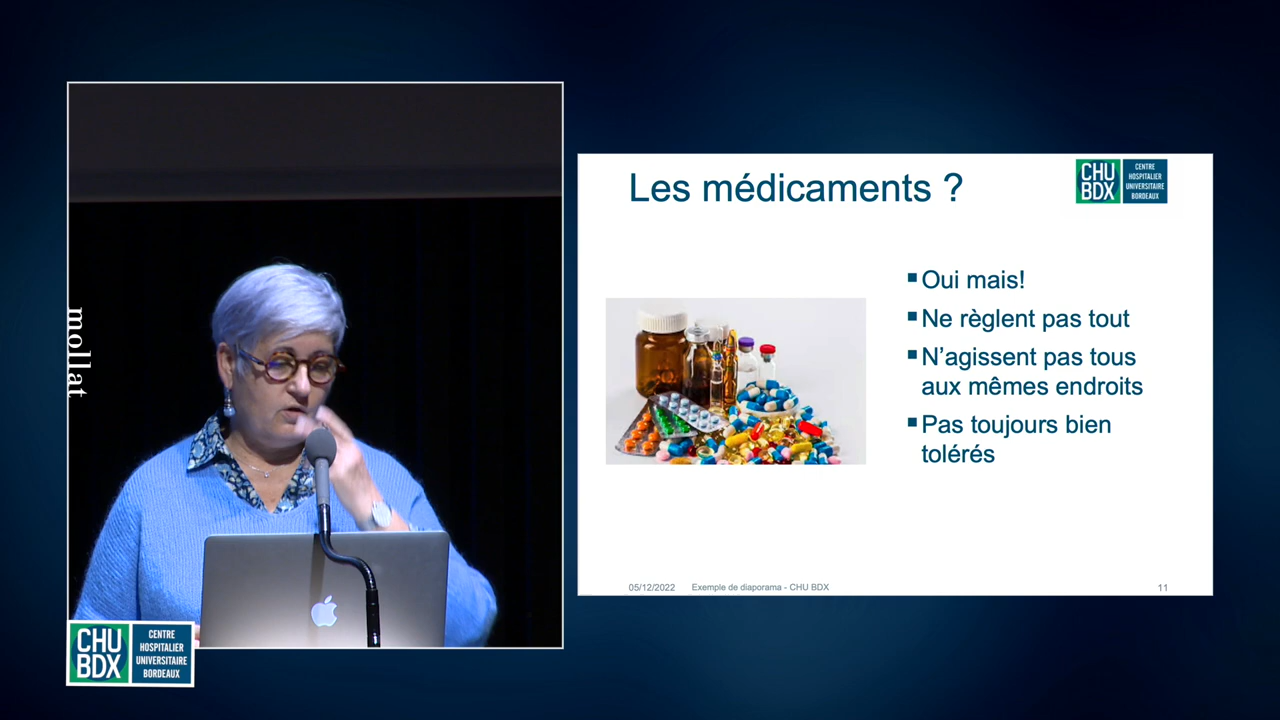 mollat
CHU
BDX
CENTRE
HOSPITALIER
UNIVERSITAIRE
BORDEAUX
Les médicaments ?
CHU
BDX
CENTRE
HOSPITALIER
UNIVERSITAIRE
BORDEAUX
Oui mais!
Ne règlent pas tout
N’agissent pas tous
aux mêmes endroits
Pas toujours bien
tolérés
05/12/2022 Exemple de diaporama - CHU BDX 11